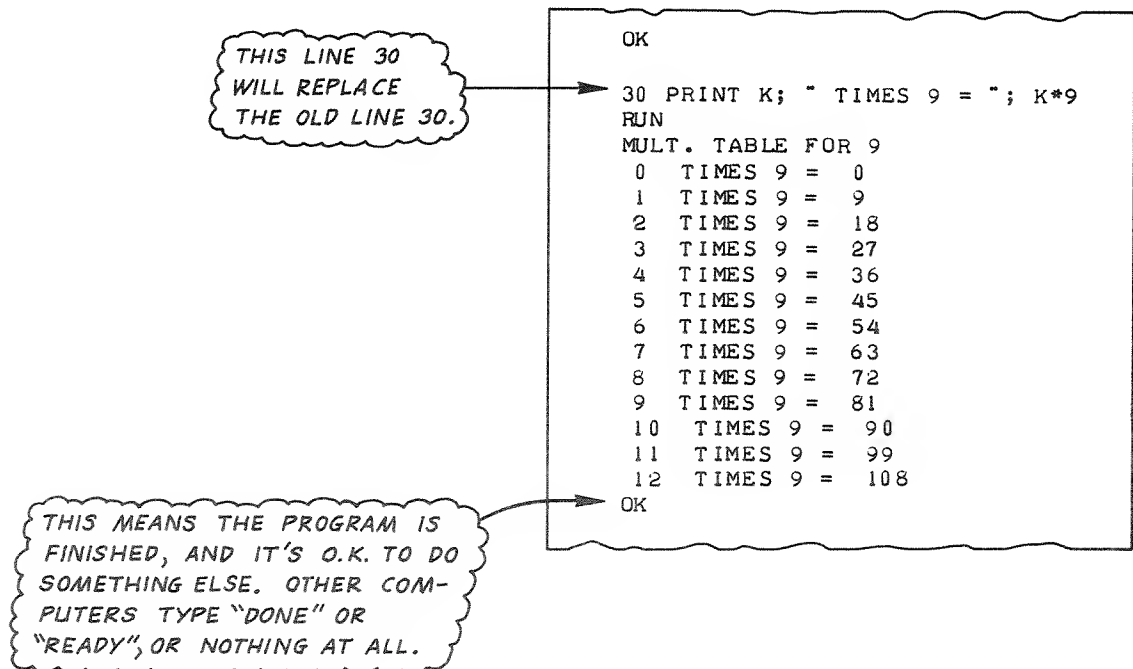 THIS LINE 30
WILL REPLACE
THE OLD LINE 30.
OK
30 PRINT K; " TIMES 9 = "; K*9
RUN
MULT. TABLE FOR 9
0 TIMES 9 = 0
1 TIMES 9 = 9
2 TIMES 9 = 18
3 TIMES 9 = 27
4 TIMES 9 = 36
5 TIMES 9 = 45
6 TIMES 9 = 54
7 TIMES 9 = 63
8 TIMES 9 = 72
9 TIMES 9 = 81
10 TIMES 9 = 90
11 TIMES 9 = 99
12 TIMES 9 = 108
OK
THIS MEANS THE PROGRAM IS
FINISHED, AND IT'S O.K. TO DO
SOMETHING ELSE. OTHER COM-
PUTERS TYPE "DONE" OR
"READY", OR NOTHING AT ALL.